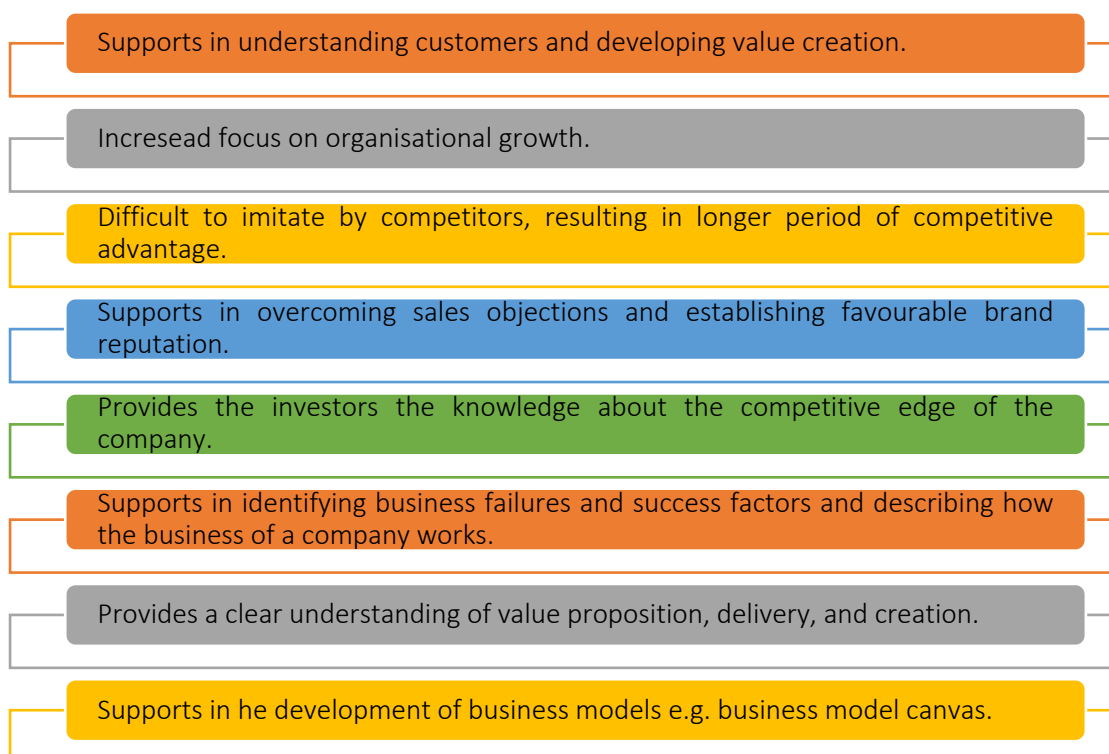 Supports in understanding customers and developing value creation.
Incresead focus on organisational growth.
Difficult to imitate by competitors, resulting in longer period of competitive
advantage.
Supports in overcoming sales objections and establishing favourable brand
reputation.
Provides the investors the knowledge about the competitive edge of the
company.
Supports in identifying business failures and success factors and describing how
the business of a company works.
Provides a clear understanding of value proposition, delivery, and creation.
Supports in he development of business models e.g. business model canvas.